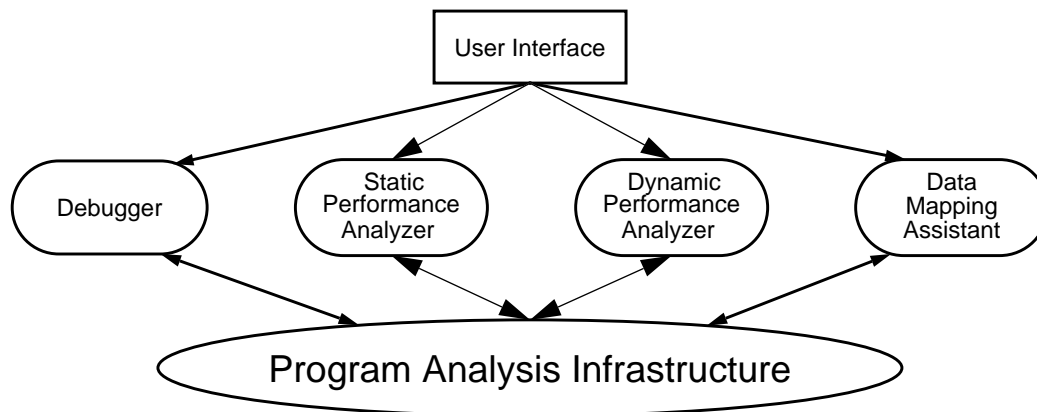 User Interface
Debugger
Static
Performance
Analyzer
Dynamic
Performance
Analyzer
Data
Mapping
Assistant
Program Analysis Infrastructure